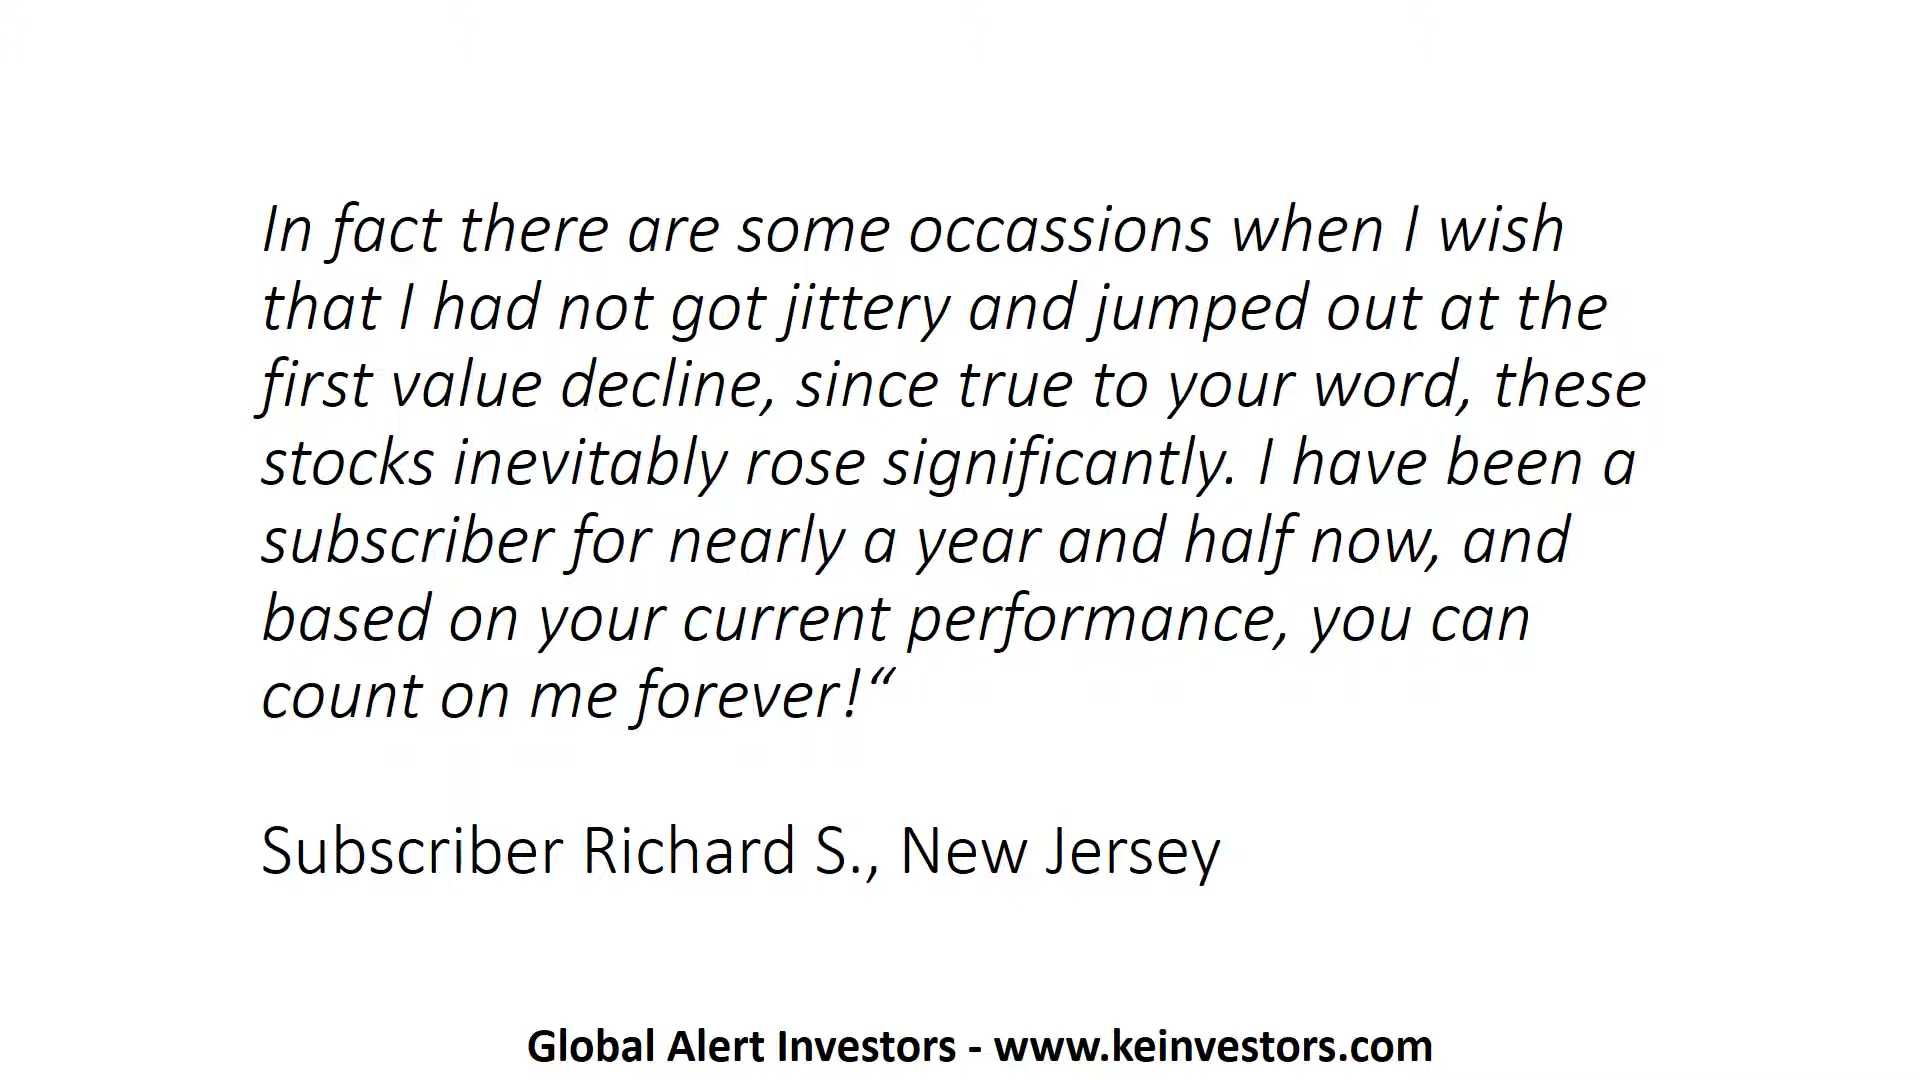 In fact there are some occassions when I wish
that I had not got jittery and jumped out at the
first value decline, since true to your word, these
stocks inevitably rose significantly. I have been a
subscriber for nearly a year and half now, and
based on your current performance, you can
count on me forever!“
Subscriber Richard S., New Jersey
Global Alert Investors - www.keinvestors.com